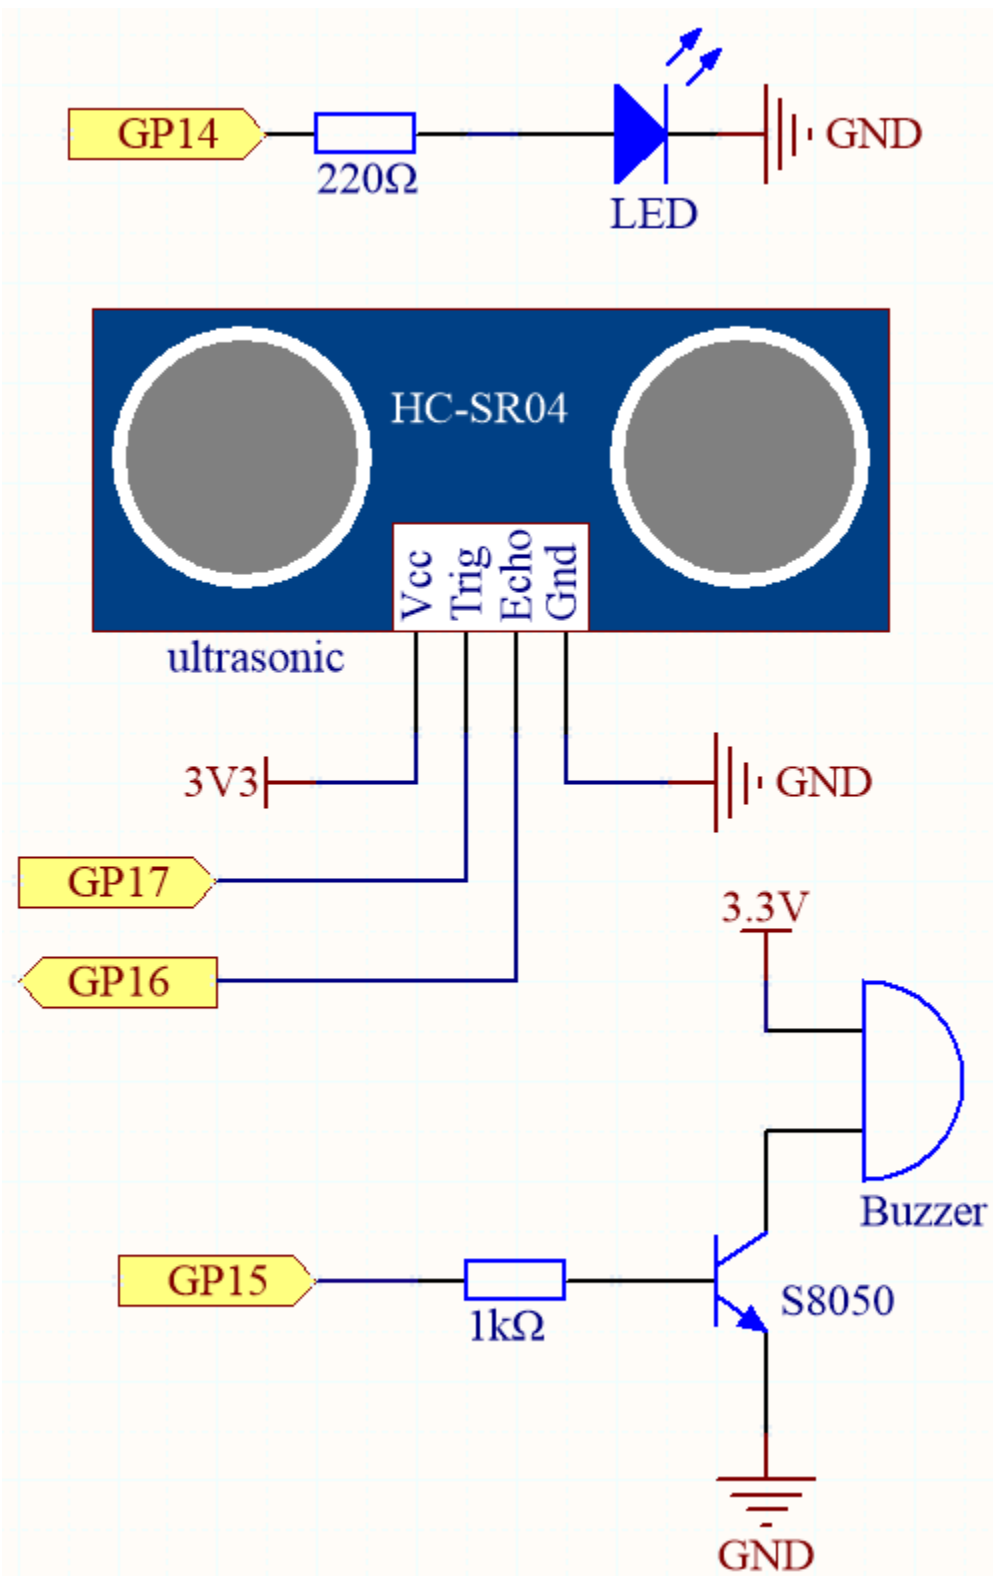 GP14
220Ω
LED
GND
HC-SR04
Vcc
Trig
Echo
Gnd
ultrasonic
3V3
GND
GP17
GP16
3.3V
Buzzer
GP15
1kΩ
S8050
GND